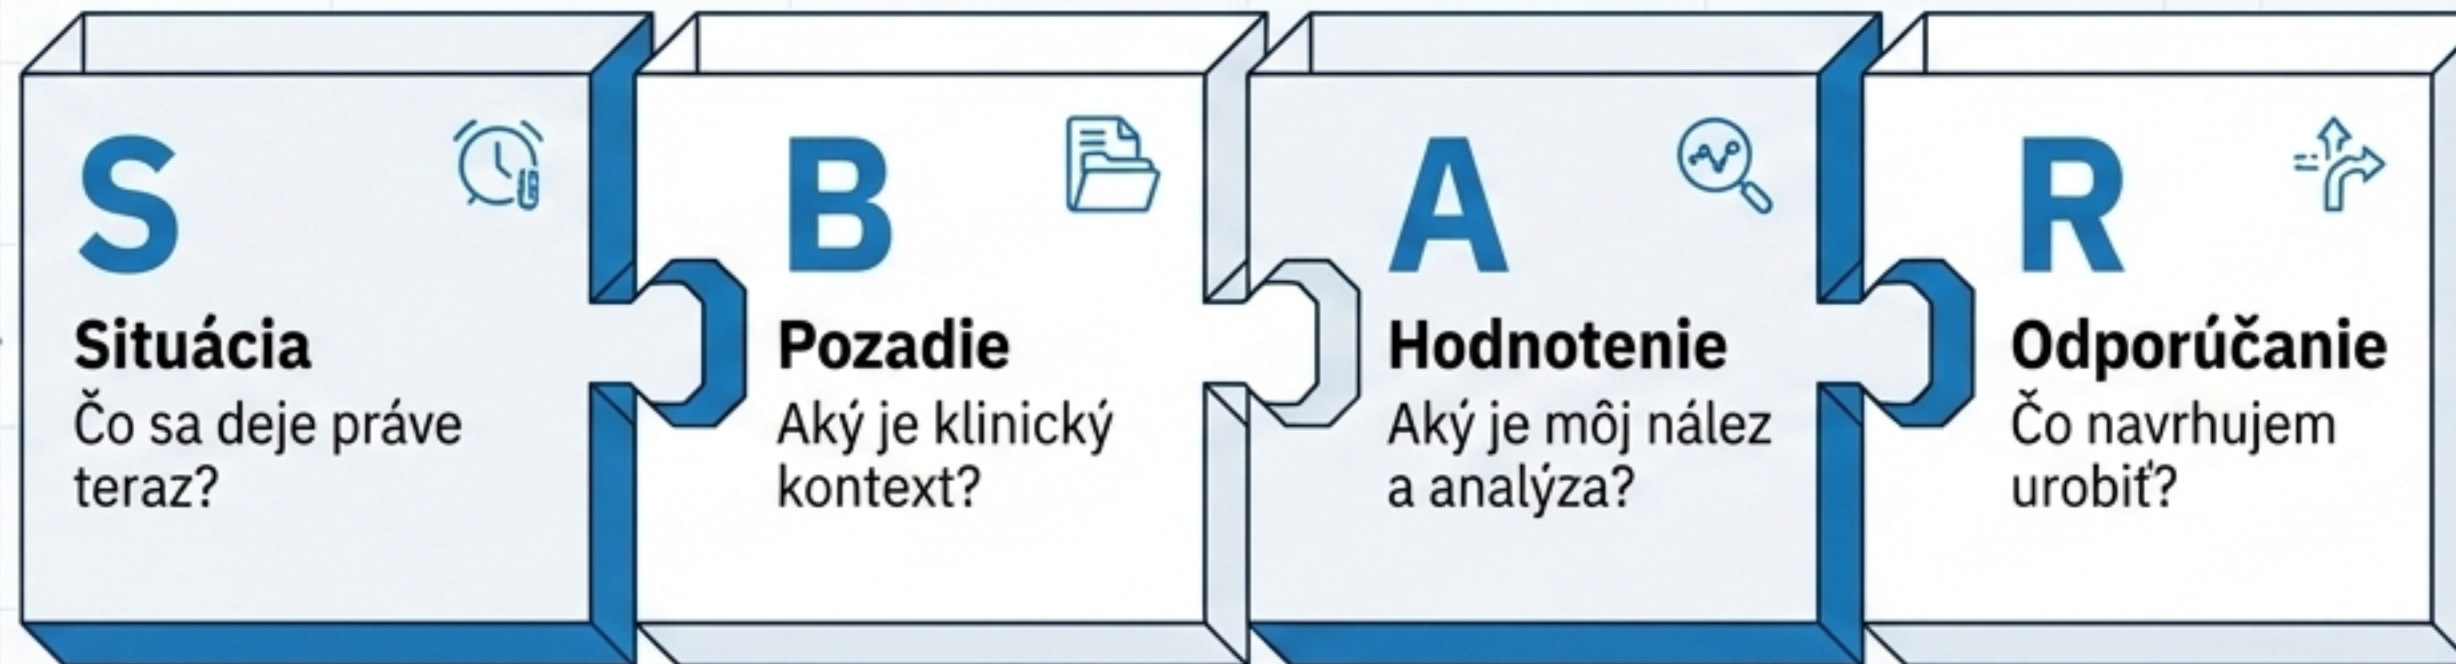 S
Situácia
Čo sa deje práve
teraz?
B
Pozadie
Aký je klinický
kontext?
A
Hodnotenie
Aký je môj nález
a analýza?
R
Odporúčanie
Čo navrhujem
urobiť?